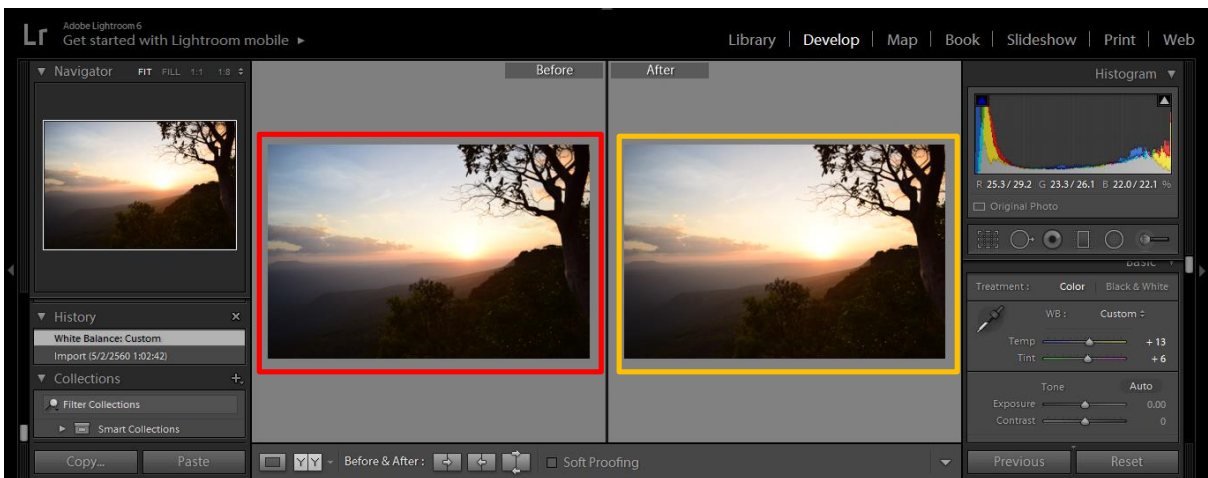 Lr
Adobe Lightroom 6
Get started with Lightroom mobile ▸
Library | Develop | Map | Book | Slideshow | Print | Web
Navigator FIT FILL 1:1 1:8
Before
After
Histogram
R 25.3 / 29.2 G 23.3 / 26.1 B 22.0 / 22.1 %
Original Photo
Basic
Treatment : Color | Black & White
WB : Custom
Temp + 13
Tint + 6
Tone Auto
Exposure 0.00
Contrast 0
History ×
White Balance: Custom
Import (5/2/2560 1:02:42)
Collections +
Filter Collections
Smart Collections
Copy... Paste
Y Y Before & After : Soft Proofing
Previous Reset